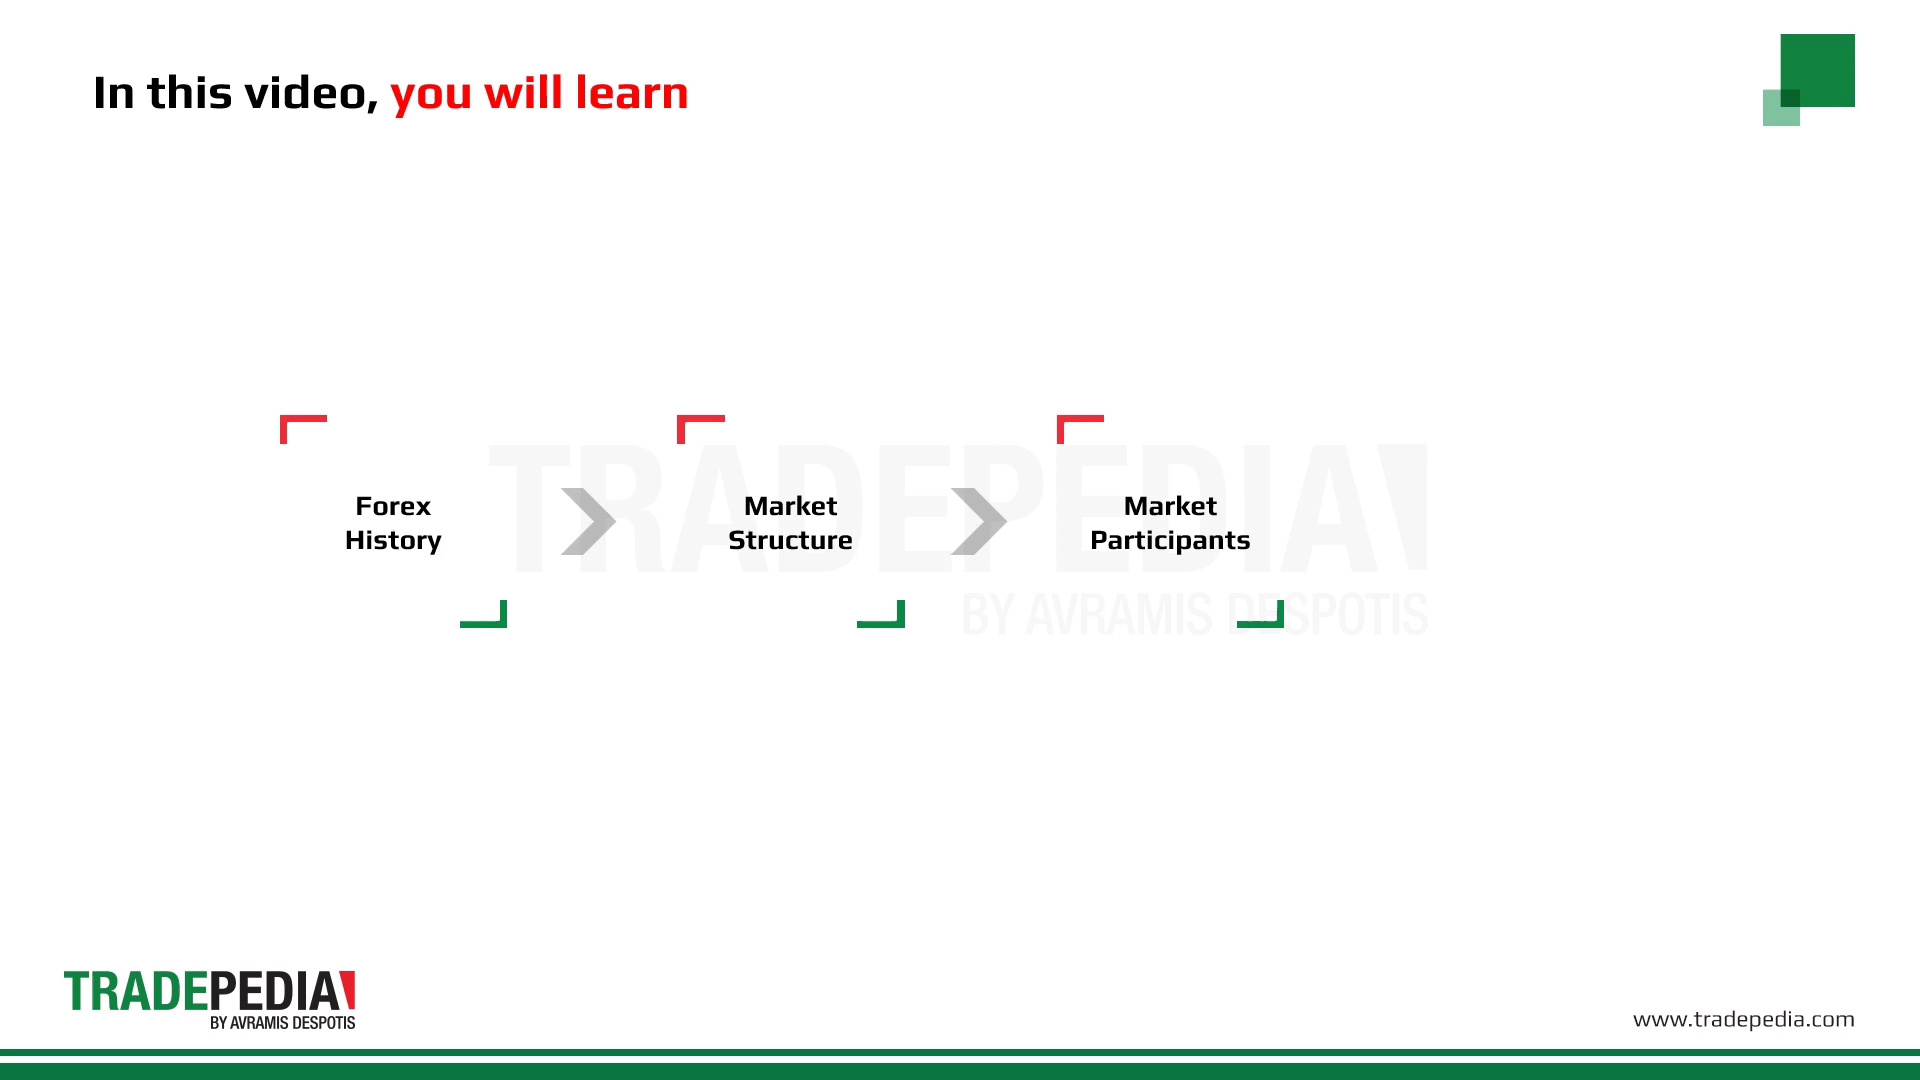 In this video, you will learn
Forex
History
Market
Structure
Market
Participants
TRADEPEDIA
BY AVRAMIS DESPOTIS
TRADEPEDIA
BY AVRAMIS DESPOTIS
www.tradepedia.com